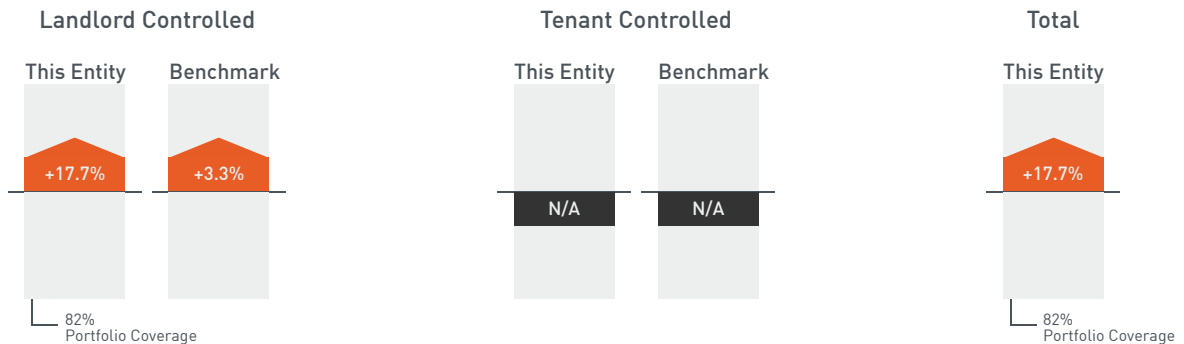 Landlord Controlled
This Entity
Benchmark
+17.7%
+3.3%
82%
Portfolio Coverage
Tenant Controlled
This Entity
Benchmark
N/A
N/A
Total
This Entity
+17.7%
82%
Portfolio Coverage